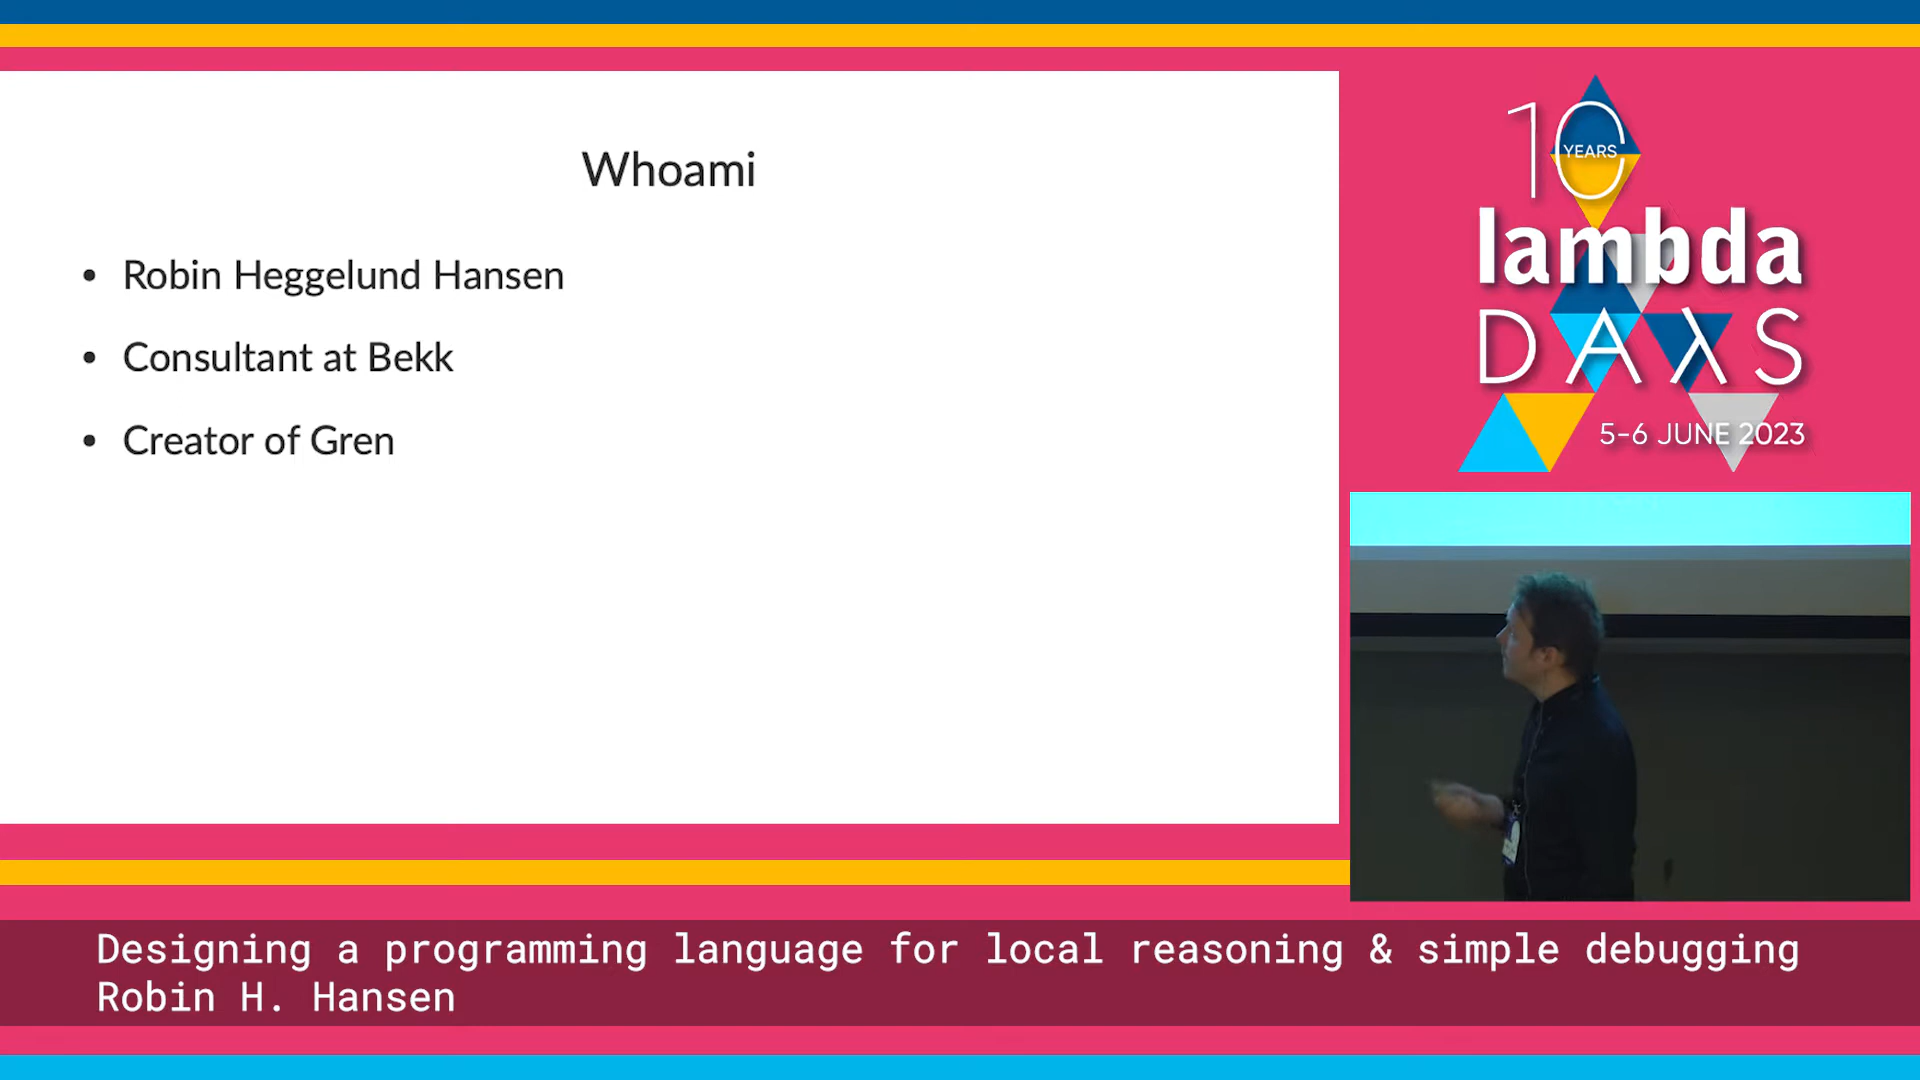 Whoami
• Robin Heggelund Hansen
• Consultant at Bekk
• Creator of Gren
10
YEARS
lambda
DAλS
5-6 JUNE 2023
Designing a programming language for local reasoning & simple debugging
Robin H. Hansen